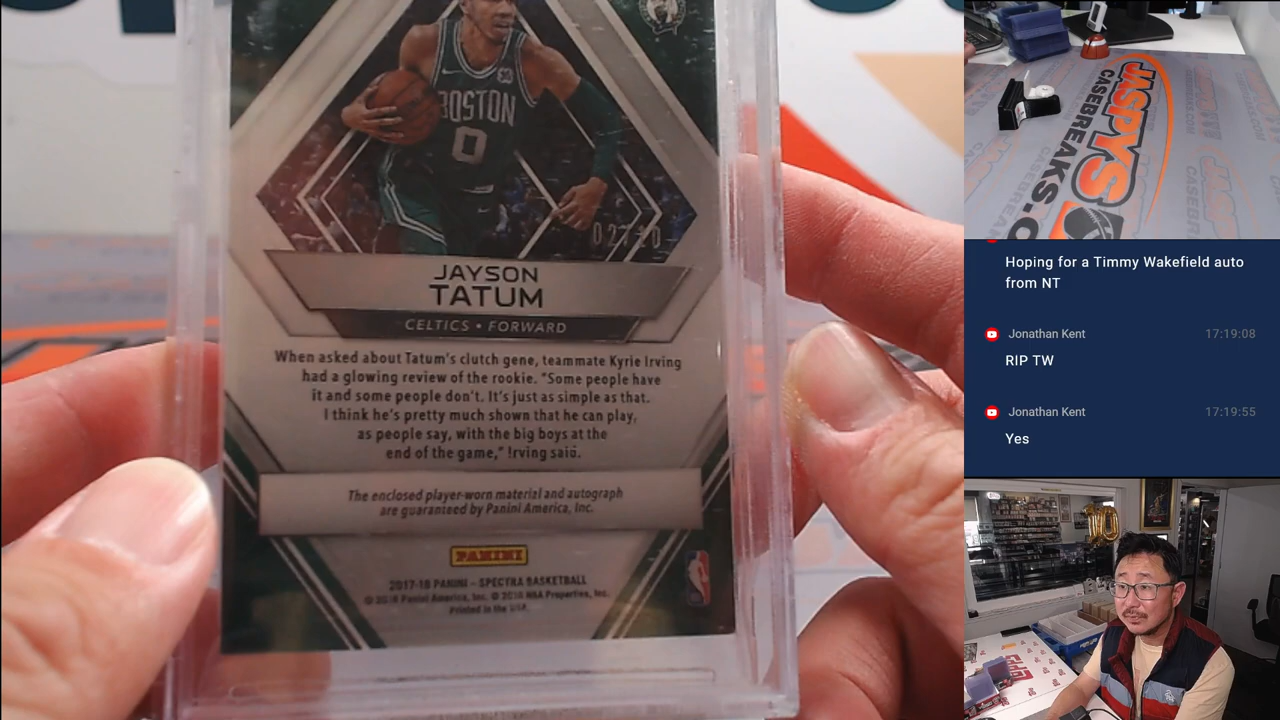 BOSTON
0
JAYSON
TATUM
CELTICS • FORWARD
When asked about Tatum's clutch gene, teammate Kyrie Irving
had a glowing review of the rookie. "Some people have
it and some people don't. It's just as simple as that.
I think he's pretty much shown that he can play,
as people say, with the big boys at the
end of the game," Irving said.
The enclosed player-worn material and autograph
are guaranteed by Panini America, Inc.
PANINI
2017-18 PANINI – SPECTRA BASKETBALL
© 2018 Panini America, Inc. © 2018 NBA Properties, Inc.
Printed in the USA.
JASPYS
CASEBREAKS.C
Hoping for a Timmy Wakefield auto
from NT
Jonathan Kent 17:19:08
RIP TW
Jonathan Kent 17:19:55
Yes
10